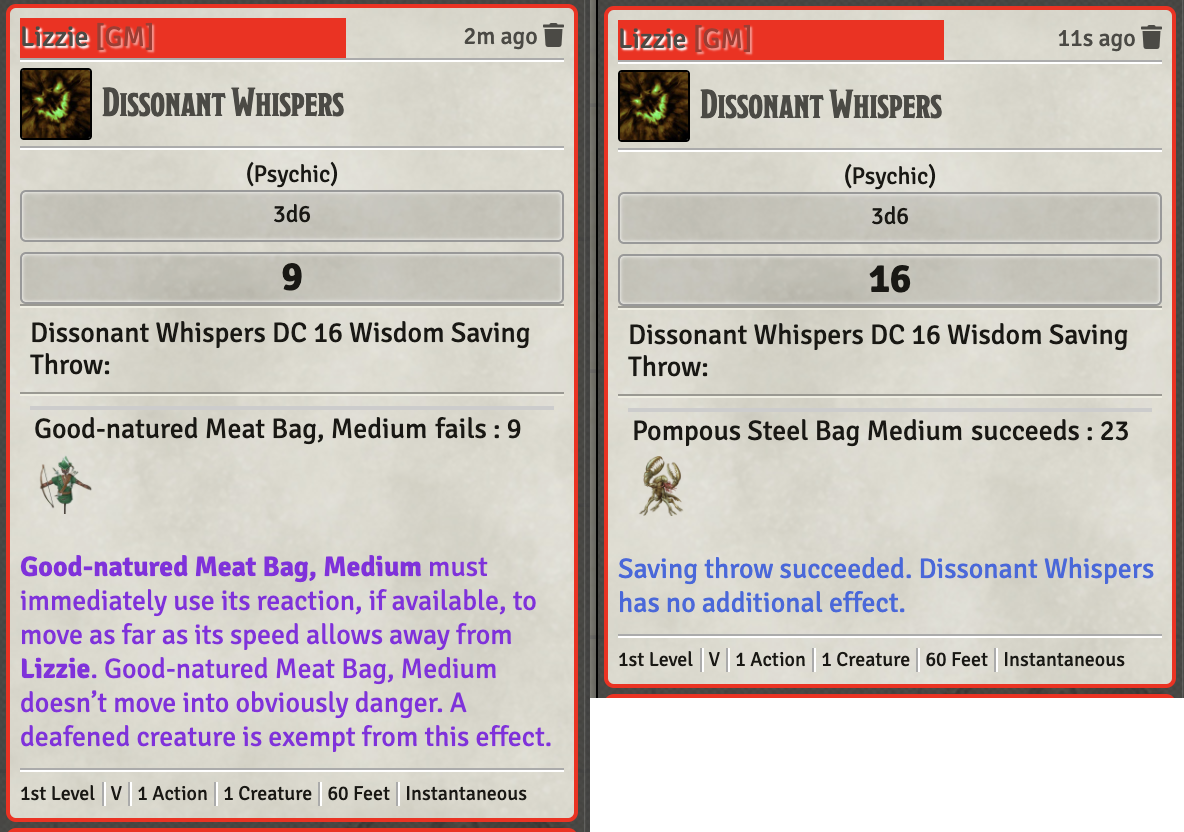 Lizzie [GM]
2m ago
Dissonant Whispers
(Psychic)
3d6
9
Dissonant Whispers DC 16 Wisdom Saving
Throw:
Good-natured Meat Bag, Medium fails : 9
Good-natured Meat Bag, Medium must
immediately use its reaction, if available, to
move as far as its speed allows away from
Lizzie. Good-natured Meat Bag, Medium
doesn't move into obviously danger. A
deafened creature is exempt from this effect.
1st Level | V | 1 Action | 1 Creature | 60 Feet | Instantaneous
Lizzie [GM]
11s ago
Dissonant Whispers
(Psychic)
3d6
16
Dissonant Whispers DC 16 Wisdom Saving
Throw:
Pompous Steel Bag Medium succeeds : 23
Saving throw succeeded. Dissonant Whispers
has no additional effect.
1st Level | V | 1 Action | 1 Creature | 60 Feet | Instantaneous